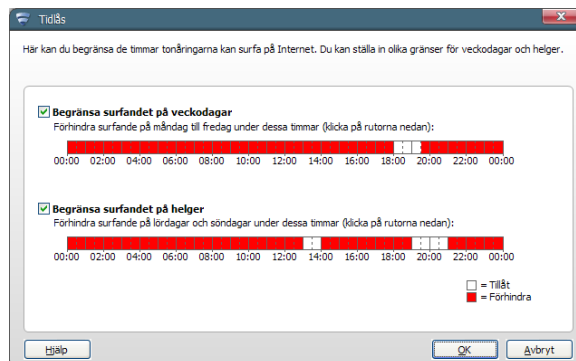 Tidlås
Här kan du begränsa de timmar tonåringarna kan surfa på Internet. Du kan ställa in olika gränser för veckodagar och helger.
Begränsa surfandet på veckodagar
Förhindra surfande på måndag till fredag under dessa timmar (klicka på rutorna nedan):
00:00 02:00 04:00 06:00 08:00 10:00 12:00 14:00 16:00 18:00 20:00 22:00 00:00
Begränsa surfandet på helger
Förhindra surfande på lördagar och söndagar under dessa timmar (klicka på rutorna nedan):
00:00 02:00 04:00 06:00 08:00 10:00 12:00 14:00 16:00 18:00 20:00 22:00 00:00
= Tillåt
= Förhindra
Hjälp OK Avbryt